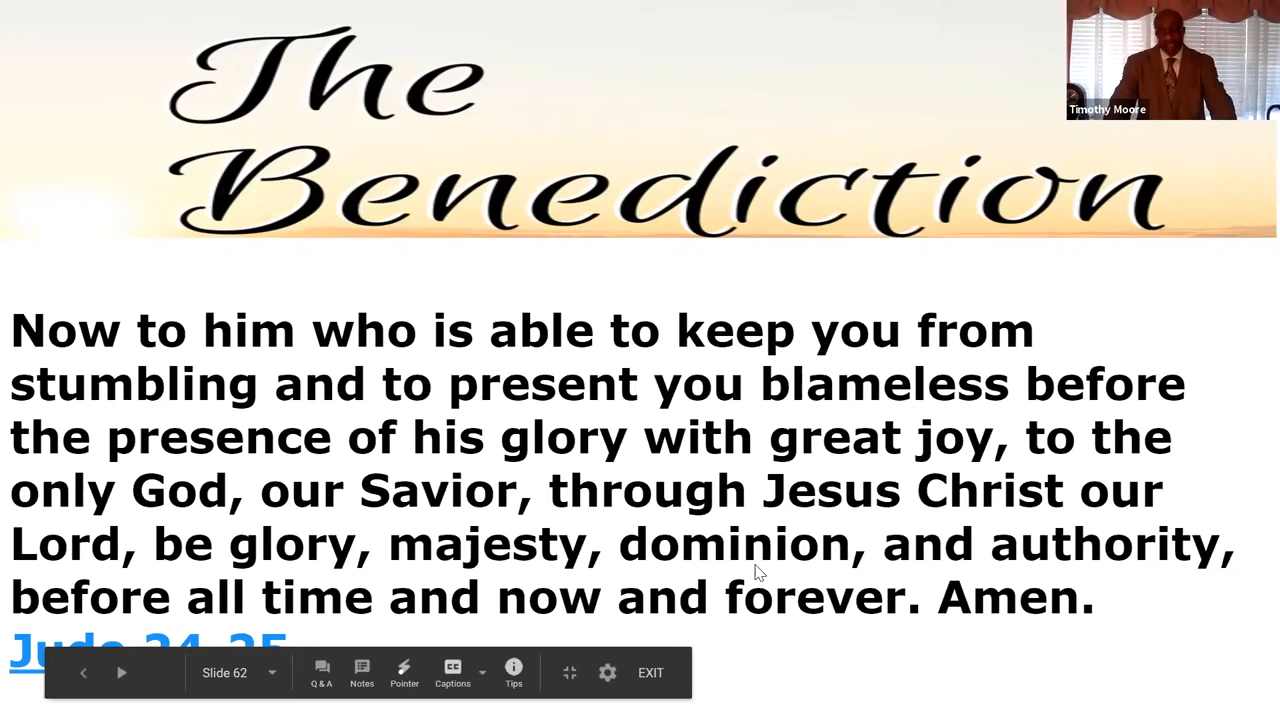 The
Benediction
Timothy Moore
Now to him who is able to keep you from
stumbling and to present you blameless before
the presence of his glory with great joy, to the
only God, our Savior, through Jesus Christ our
Lord, be glory, majesty, dominion, and authority,
before all time and now and forever. Amen.
Jude 24-25
Slide 62
Q & A
Notes
Pointer
Captions
Tips
EXIT